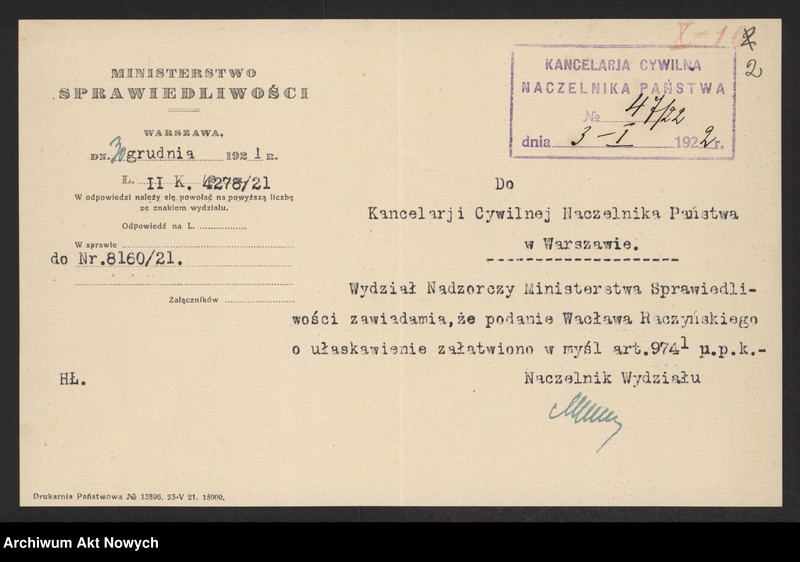 MINISTERSTWO
SPRAWIEDLIWOŚCI
WARSZAWA,
DN. 30 grudnia 1921 R.
L. II K. 4278/21
W odpowiedzi należy się powołać na powyższą liczbę
ze znakiem wydziału.
Odpowiedź na L.
W sprawie
do Nr.8160/21.
Załączników
HŁ.
X-1
2
KANCELARJA CYWILNA
NACZELNIKA PAŃSTWA
№ 47/22
dnia 3-I 1922 r.
Do
Kancelarji Cywilnej Naczelnika Państwa
w Warszawie.
Wydział Nadzorczy Ministerstwa Sprawiedli-
wości zawiadamia, że podanie Wacława Raczyńskiego
o ułaskawienie załatwiono w myśl art.974¹ u.p.k.-
Naczelnik Wydziału
Drukarnia Państwowa № 13896. 23-V 21. 15000.
Archiwum Akt Nowych